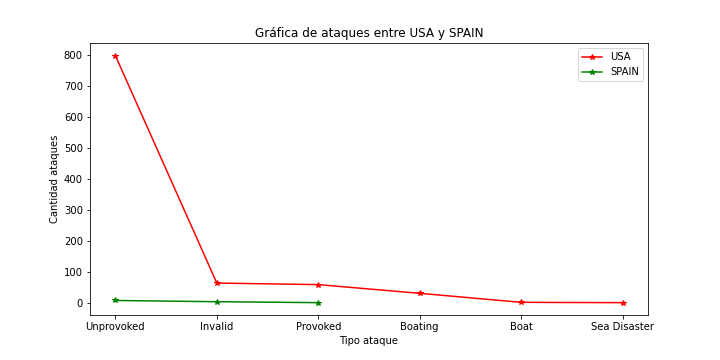 Gráfica de ataques entre USA y SPAIN
USA
SPAIN
Cantidad ataques
800
700
600
500
400
300
200
100
0
Unprovoked Invalid Provoked Boating Boat Sea Disaster
Tipo ataque